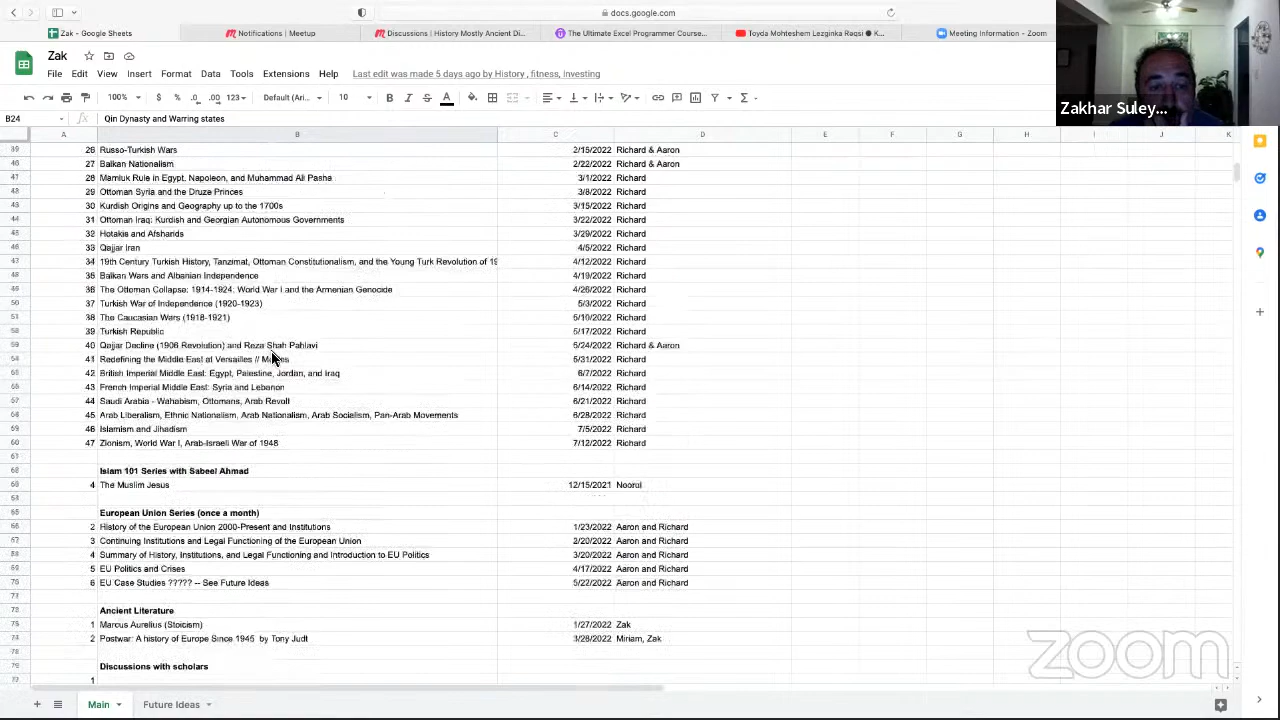 docs.google.com
Zak - Google Sheets
Notifications | Meetup
Discussions | History Mostly Ancient Di...
The Ultimate Excel Programmer Course...
Toyda Mohteshem Lezginka Reqsi ● K...
Meeting Information - Zoom
Zak
File Edit View Insert Format Data Tools Extensions Help Last edit was made 5 days ago by History , fitness, Investing
100% $ % .0 .00 123 Default (Ari... 10 B I S A
B24 fx Qin Dynasty and Warring states
Zakhar Suley...
A B C D E F G H I J K
26 Russo-Turkish Wars 2/15/2022 Richard & Aaron
27 Balkan Nationalism 2/22/2022 Richard & Aaron
28 Mamluk Rule in Egypt, Napoleon, and Muhammad Ali Pasha 3/1/2022 Richard
29 Ottoman Syria and the Druze Princes 3/8/2022 Richard
30 Kurdish Origins and Geography up to the 1700s 3/15/2022 Richard
31 Ottoman Iraq: Kurdish and Georgian Autonomous Governments 3/22/2022 Richard
32 Hotakis and Afsharids 3/29/2022 Richard
33 Qajjar Iran 4/5/2022 Richard
34 19th Century Turkish History, Tanzimat, Ottoman Constitutionalism, and the Young Turk Revolution of 19 4/12/2022 Richard
35 Balkan Wars and Albanian Independence 4/19/2022 Richard
36 The Ottoman Collapse: 1914-1924: World War I and the Armenian Genocide 4/26/2022 Richard
37 Turkish War of Independence (1920-1923) 5/3/2022 Richard
38 The Caucasian Wars (1918-1921) 5/10/2022 Richard
39 Turkish Republic 5/17/2022 Richard
40 Qajjar Decline (1906 Revolution) and Reza Shah Pahlavi 5/24/2022 Richard & Aaron
41 Redefining the Middle East at Versailles // 5/31/2022 Richard
42 British Imperial Middle East: Egypt, Palestine, Jordan, and Iraq 6/7/2022 Richard
43 French Imperial Middle East: Syria and Lebanon 6/14/2022 Richard
44 Saudi Arabia - Wahabism, Ottomans, Arab Revolt 6/21/2022 Richard
45 Arab Liberalism, Ethnic Nationalism, Arab Nationalism, Arab Socialism, Pan-Arab Movements 6/28/2022 Richard
46 Islamism and Jihadism 7/5/2022 Richard
47 Zionism, World War I, Arab-Israeli War of 1948 7/12/2022 Richard
Islam 101 Series with Sabeel Ahmad
4 The Muslim Jesus 12/15/2021 Noorol
European Union Series (once a month)
2 History of the European Union 2000-Present and Institutions 1/23/2022 Aaron and Richard
3 Continuing Institutions and Legal Functioning of the European Union 2/20/2022 Aaron and Richard
4 Summary of History, Institutions, and Legal Functioning and Introduction to EU Politics 3/20/2022 Aaron and Richard
5 EU Politics and Crises 4/17/2022 Aaron and Richard
6 EU Case Studies ????? -- See Future Ideas 5/22/2022 Aaron and Richard
Ancient Literature
1 Marcus Aurelius (Stoicism) 1/27/2022 Zak
2 Postwar: A history of Europe Since 1945 by Tony Judt 3/28/2022 Miriam, Zak
Discussions with scholars
1
zoom
Main Future Ideas